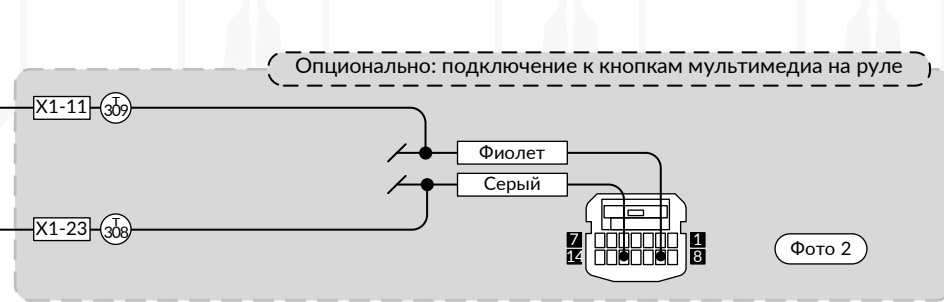 Опционально: подключение к кнопкам мультимедиа на руле
X1-11
T
309
Фиолет
Серый
X1-23
T
308
7
1
14
8
Фото 2